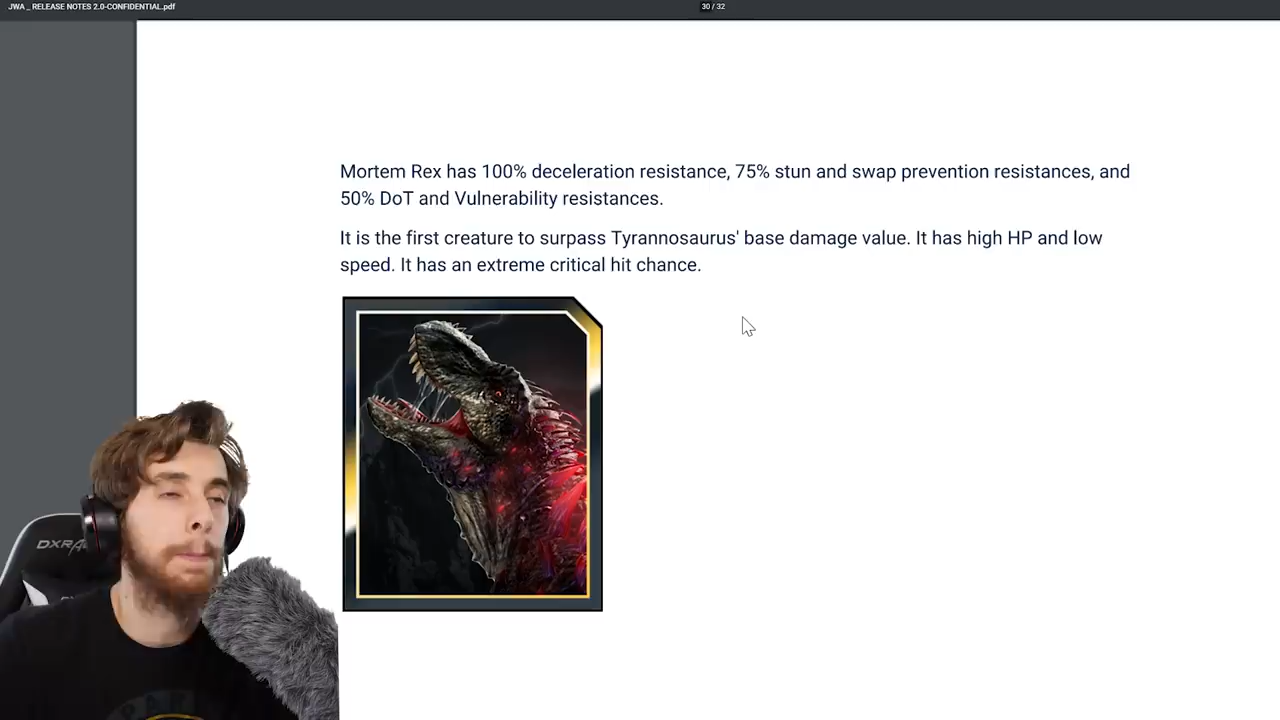 JWA _ RELEASE NOTES 2.0-CONFIDENTIAL.pdf
30 / 32
Mortem Rex has 100% deceleration resistance, 75% stun and swap prevention resistances, and
50% DoT and Vulnerability resistances.
It is the first creature to surpass Tyrannosaurus' base damage value. It has high HP and low
speed. It has an extreme critical hit chance.